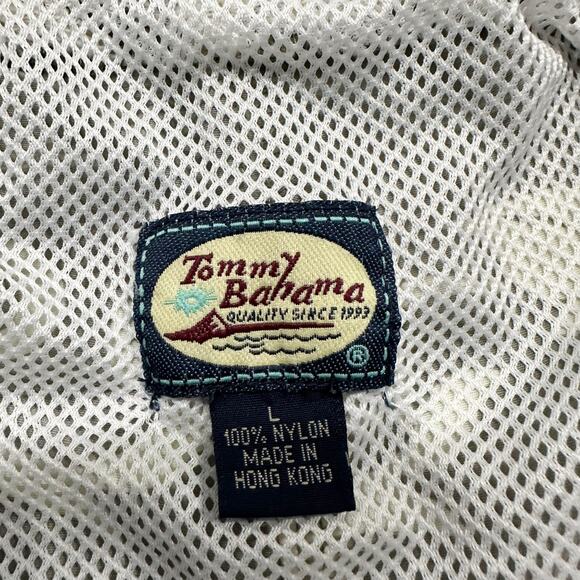 Tommy
Bahama
QUALITY SINCE 1993
®
L
100% NYLON
MADE IN
HONG KONG